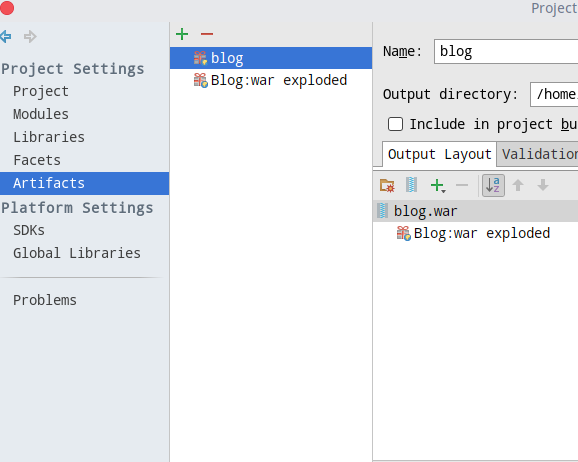 Project
Project Settings
Project
Modules
Libraries
Facets
Artifacts
Platform Settings
SDKs
Global Libraries
Problems
blog
Blog:war exploded
Name: blog
Output directory: /home
Include in project bu
Output Layout Validation
blog.war
Blog:war exploded